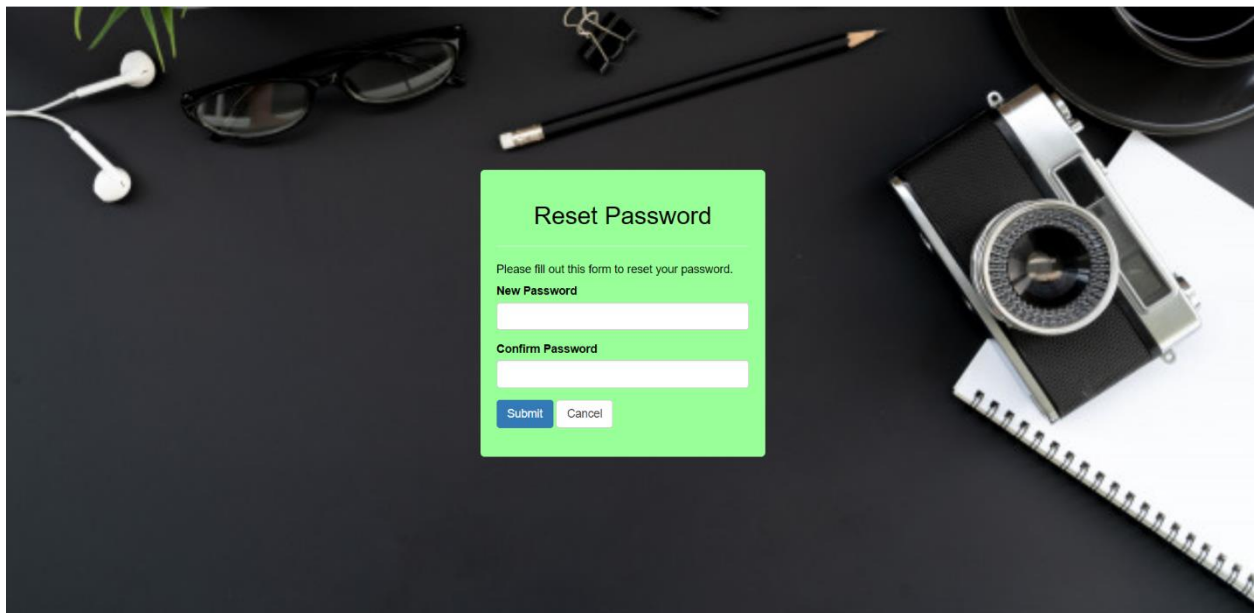 Reset Password
Please fill out this form to reset your password.
New Password
Confirm Password
Submit Cancel